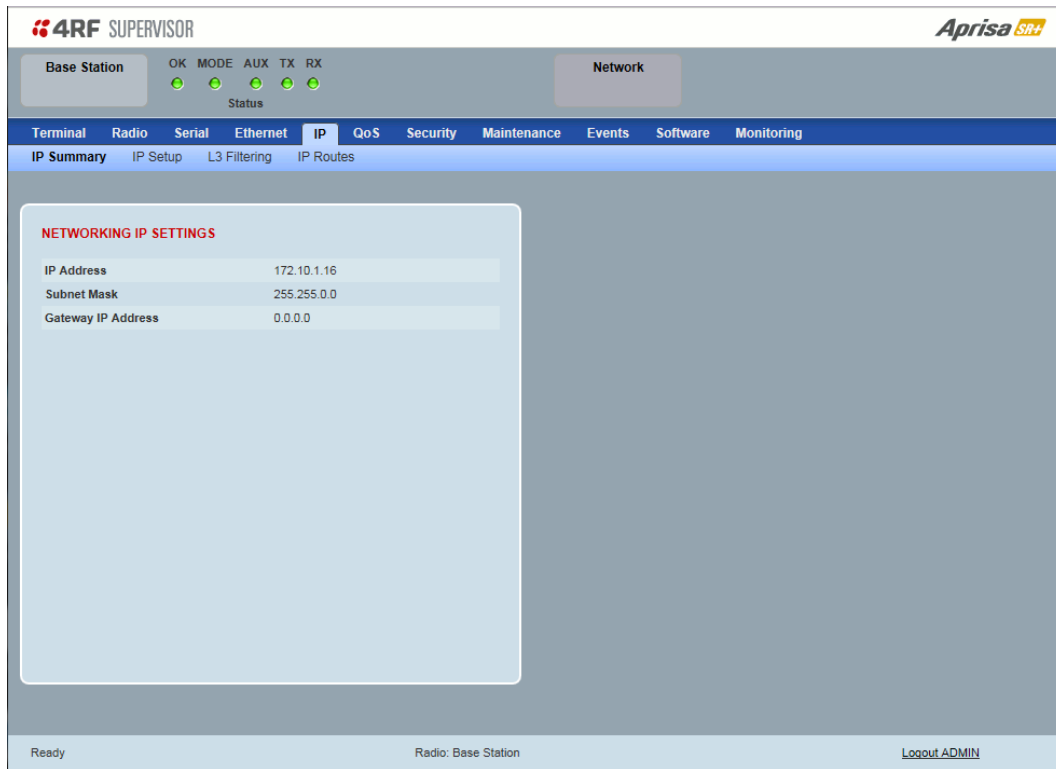 4RF SUPERVISOR
Aprisa SR+
Base Station
OK MODE AUX TX RX
Status
Network
Terminal Radio Serial Ethernet IP QoS Security Maintenance Events Software Monitoring
IP Summary IP Setup L3 Filtering IP Routes
NETWORKING IP SETTINGS
IP Address 172.10.1.16
Subnet Mask 255.255.0.0
Gateway IP Address 0.0.0.0
Ready Radio: Base Station Logout ADMIN